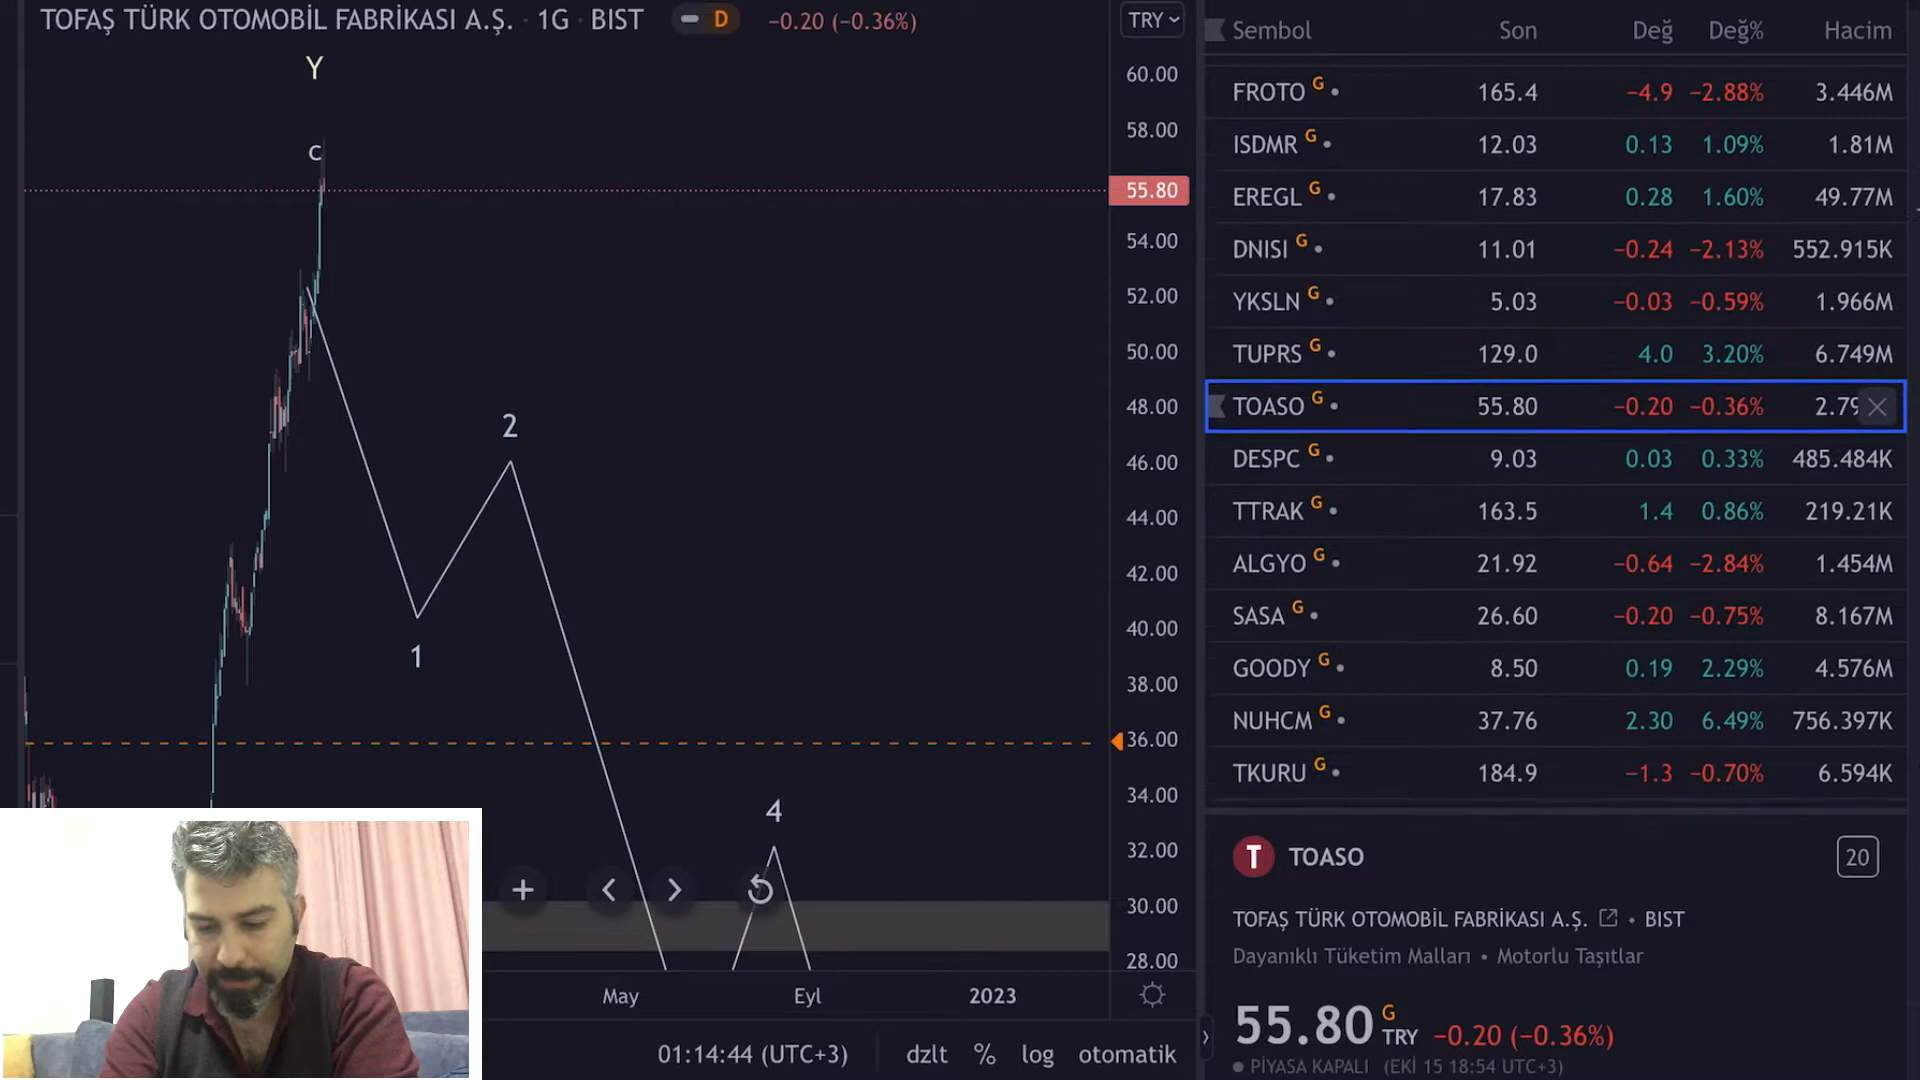 TOFAŞ TÜRK OTOMOBİL FABRİKASI A.Ş. · 1G · BIST D −0.20 (−0.36%)
TRY
Y
c
2
1
4
60.00
58.00
55.80
54.00
52.00
50.00
48.00
46.00
44.00
42.00
40.00
38.00
36.00
34.00
32.00
30.00
28.00
May Eyl 2023
01:14:44 (UTC+3) dzlt % log otomatik
Sembol Son Değ Değ% Hacim
FROTO G • 165.4 −4.9 −2.88% 3.446M
ISDMR G • 12.03 0.13 1.09% 1.81M
EREGL G • 17.83 0.28 1.60% 49.77M
DNISI G • 11.01 −0.24 −2.13% 552.915K
YKSLN G • 5.03 −0.03 −0.59% 1.966M
TUPRS G • 129.0 4.0 3.20% 6.749M
TOASO G • 55.80 −0.20 −0.36% 2.79
DESPC G • 9.03 0.03 0.33% 485.484K
TTRAK G • 163.5 1.4 0.86% 219.21K
ALGYO G • 21.92 −0.64 −2.84% 1.454M
SASA G • 26.60 −0.20 −0.75% 8.167M
GOODY G • 8.50 0.19 2.29% 4.576M
NUHCM G • 37.76 2.30 6.49% 756.397K
TKURU G • 184.9 −1.3 −0.70% 6.594K
T TOASO 20
TOFAŞ TÜRK OTOMOBİL FABRİKASI A.Ş. • BIST
Dayanıklı Tüketim Malları • Motorlu Taşıtlar
55.80 G TRY −0.20 (−0.36%)
PİYASA KAPALI (EKİ 15 18:54 UTC+3)